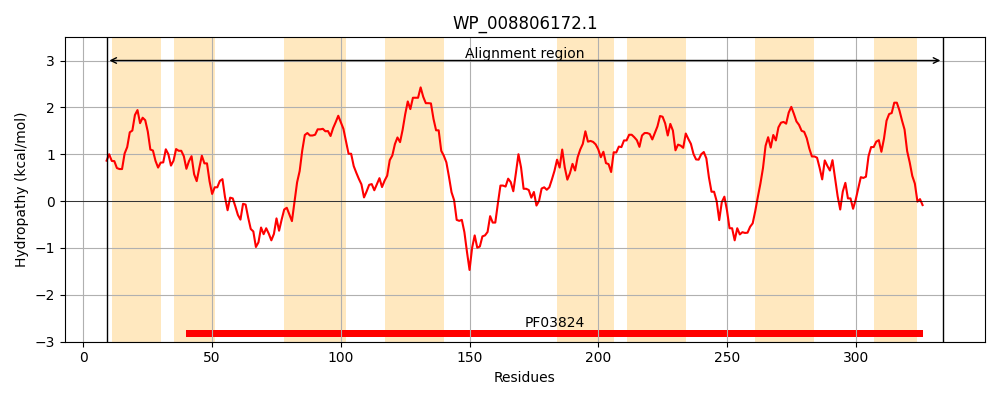 WP_008806172.1
Alignment region
3
2
1
0
−1
−2
−3
Hydropathy (kcal/mol)
PF03824
0 50 100 150 200 250 300
Residues